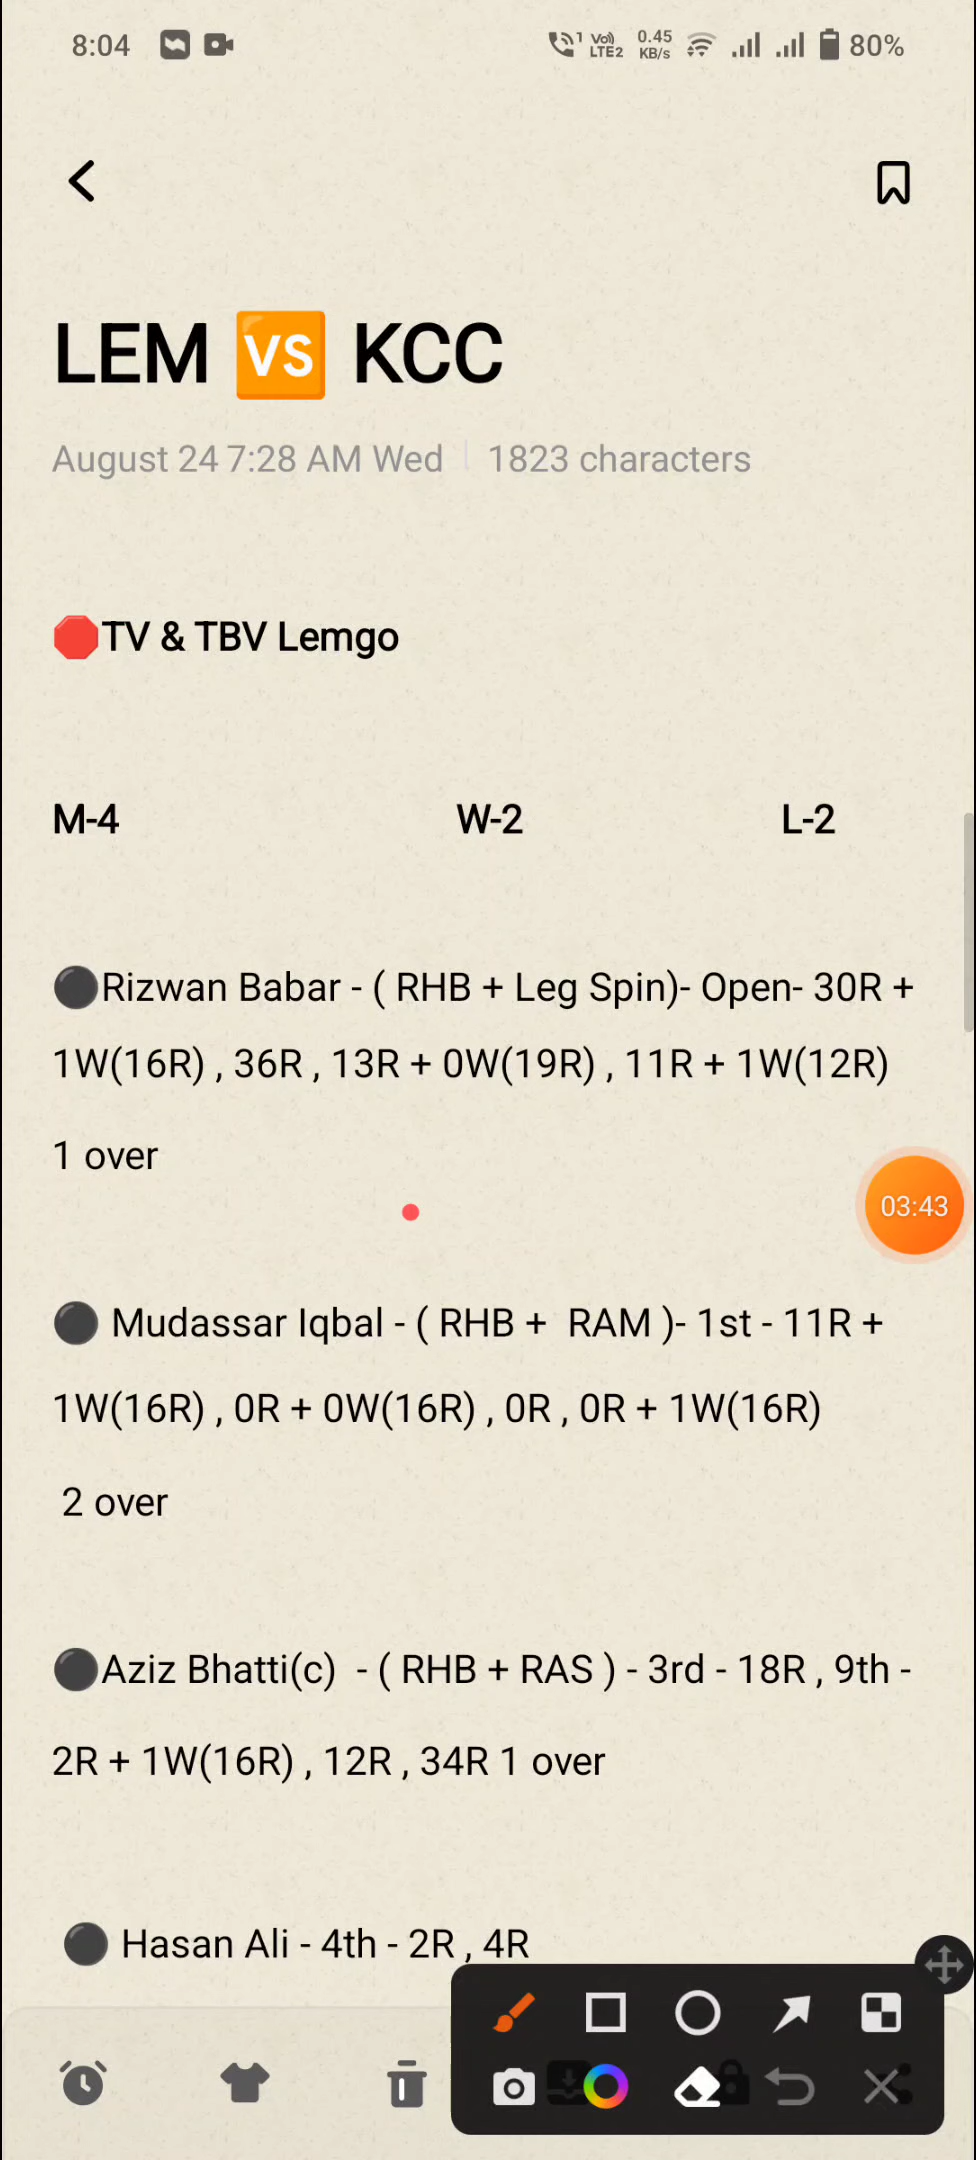 8:04
1 Vo) LTE2 0.45 KB/s 80%
LEM 🆚 KCC
August 24 7:28 AM Wed | 1823 characters
🛑TV & TBV Lemgo
M-4 W-2 L-2
⚫Rizwan Babar - ( RHB + Leg Spin)- Open- 30R +
1W(16R) , 36R , 13R + 0W(19R) , 11R + 1W(12R)
1 over
03:43
⚫ Mudassar Iqbal - ( RHB + RAM )- 1st - 11R +
1W(16R) , 0R + 0W(16R) , 0R , 0R + 1W(16R)
2 over
⚫Aziz Bhatti(c) - ( RHB + RAS ) - 3rd - 18R , 9th -
2R + 1W(16R) , 12R , 34R 1 over
⚫ Hasan Ali - 4th - 2R , 4R